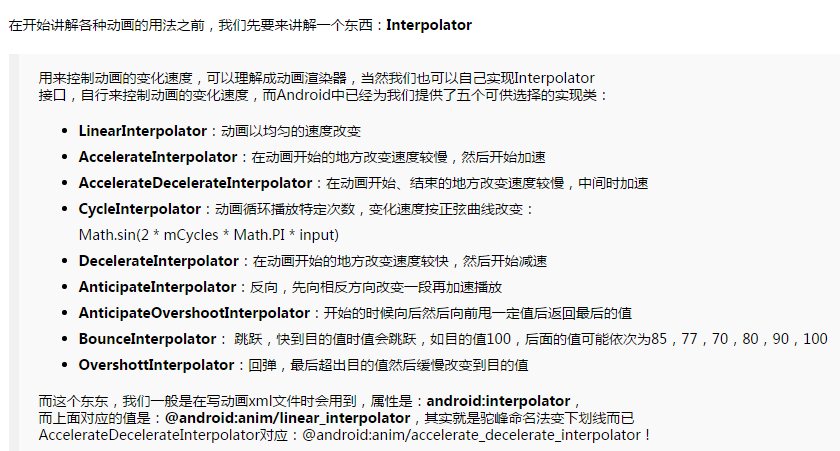 在开始讲解各种动画的用法之前，我们先要来讲解一个东西：Interpolator
用来控制动画的变化速度，可以理解成动画渲染器，当然我们也可以自己实现Interpolator
接口，自行来控制动画的变化速度，而Android中已经为我们提供了五个可供选择的实现类：
LinearInterpolator：动画以均匀的速度改变
AccelerateInterpolator：在动画开始的地方改变速度较慢，然后开始加速
AccelerateDecelerateInterpolator：在动画开始、结束的地方改变速度较慢，中间时加速
CycleInterpolator：动画循环播放特定次数，变化速度按正弦曲线改变：
Math.sin(2 * mCycles * Math.PI * input)
DecelerateInterpolator：在动画开始的地方改变速度较快，然后开始减速
AnticipateInterpolator：反向，先向相反方向改变一段再加速播放
AnticipateOvershootInterpolator：开始的时候向后然后向前甩一定值后返回最后的值
BounceInterpolator： 跳跃，快到目的值时值会跳跃，如目的值100，后面的值可能依次为85，77，70，80，90，100
OvershottInterpolator：回弹，最后超出目的值然后缓慢改变到目的值
而这个东东，我们一般是在写动画xml文件时会用到，属性是：android:interpolator，
而上面对应的值是：@android:anim/linear_interpolator，其实就是驼峰命名法变下划线而已
AccelerateDecelerateInterpolator对应：@android:anim/accelerate_decelerate_interpolator！